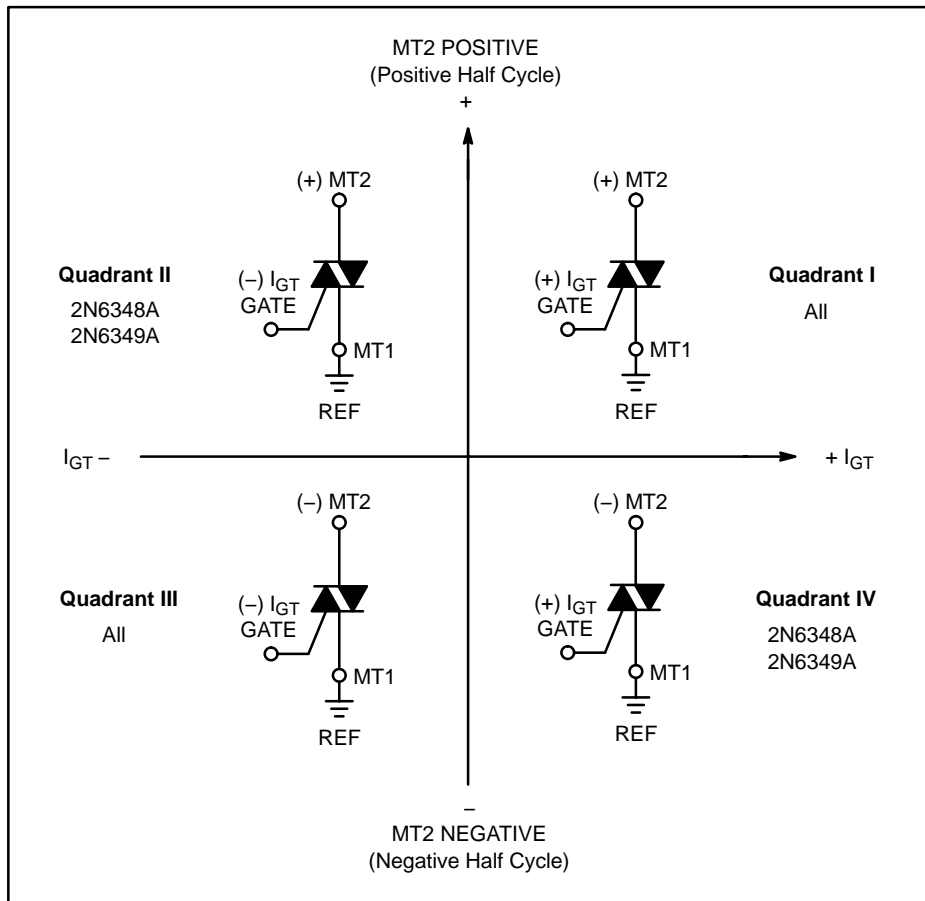 MT2 POSITIVE
(Positive Half Cycle)
+
(+) MT2
Quadrant II
2N6348A
2N6349A
(–) IGT
GATE
MT1
REF
(+) MT2
(+) IGT
GATE
MT1
REF
Quadrant I
All
IGT –
+ IGT
(–) MT2
Quadrant III
All
(–) IGT
GATE
MT1
REF
(–) MT2
(+) IGT
GATE
MT1
REF
Quadrant IV
2N6348A
2N6349A
–
MT2 NEGATIVE
(Negative Half Cycle)